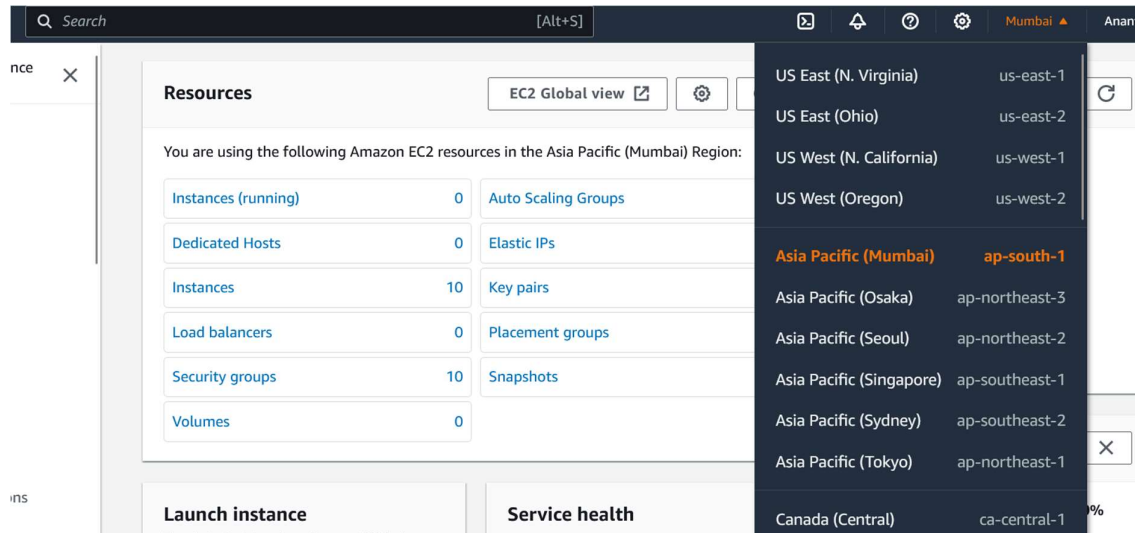 Search [Alt+S] Mumbai ▲ Anan
nce
Resources
EC2 Global view
You are using the following Amazon EC2 resources in the Asia Pacific (Mumbai) Region:
Instances (running) 0 Auto Scaling Groups
Dedicated Hosts 0 Elastic IPs
Instances 10 Key pairs
Load balancers 0 Placement groups
Security groups 10 Snapshots
Volumes 0
ons
Launch instance
Service health
US East (N. Virginia) us-east-1
US East (Ohio) us-east-2
US West (N. California) us-west-1
US West (Oregon) us-west-2
Asia Pacific (Mumbai) ap-south-1
Asia Pacific (Osaka) ap-northeast-3
Asia Pacific (Seoul) ap-northeast-2
Asia Pacific (Singapore) ap-southeast-1
Asia Pacific (Sydney) ap-southeast-2
Asia Pacific (Tokyo) ap-northeast-1
Canada (Central) ca-central-1